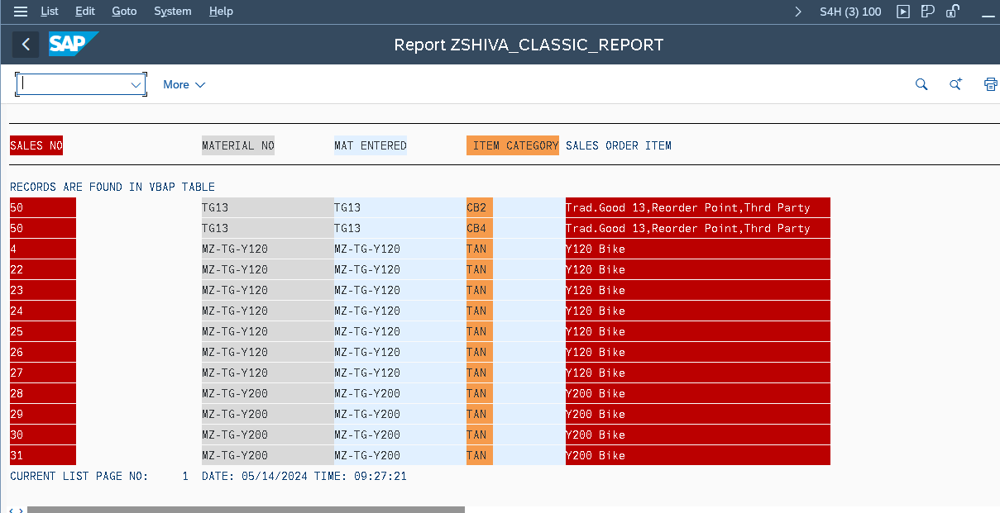 List Edit Goto System Help S4H (3) 100
SAP Report ZSHIVA_CLASSIC_REPORT
More
SALES NO MATERIAL NO MAT ENTERED ITEM CATEGORY SALES ORDER ITEM
RECORDS ARE FOUND IN VBAP TABLE
50 TG13 TG13 CB2 Trad.Good 13,Reorder Point,Thrd Party
50 TG13 TG13 CB4 Trad.Good 13,Reorder Point,Thrd Party
4 MZ-TG-Y120 MZ-TG-Y120 TAN Y120 Bike
22 MZ-TG-Y120 MZ-TG-Y120 TAN Y120 Bike
23 MZ-TG-Y120 MZ-TG-Y120 TAN Y120 Bike
24 MZ-TG-Y120 MZ-TG-Y120 TAN Y120 Bike
25 MZ-TG-Y120 MZ-TG-Y120 TAN Y120 Bike
26 MZ-TG-Y120 MZ-TG-Y120 TAN Y120 Bike
27 MZ-TG-Y120 MZ-TG-Y120 TAN Y120 Bike
28 MZ-TG-Y200 MZ-TG-Y200 TAN Y200 Bike
29 MZ-TG-Y200 MZ-TG-Y200 TAN Y200 Bike
30 MZ-TG-Y200 MZ-TG-Y200 TAN Y200 Bike
31 MZ-TG-Y200 MZ-TG-Y200 TAN Y200 Bike
CURRENT LIST PAGE NO: 1 DATE: 05/14/2024 TIME: 09:27:21